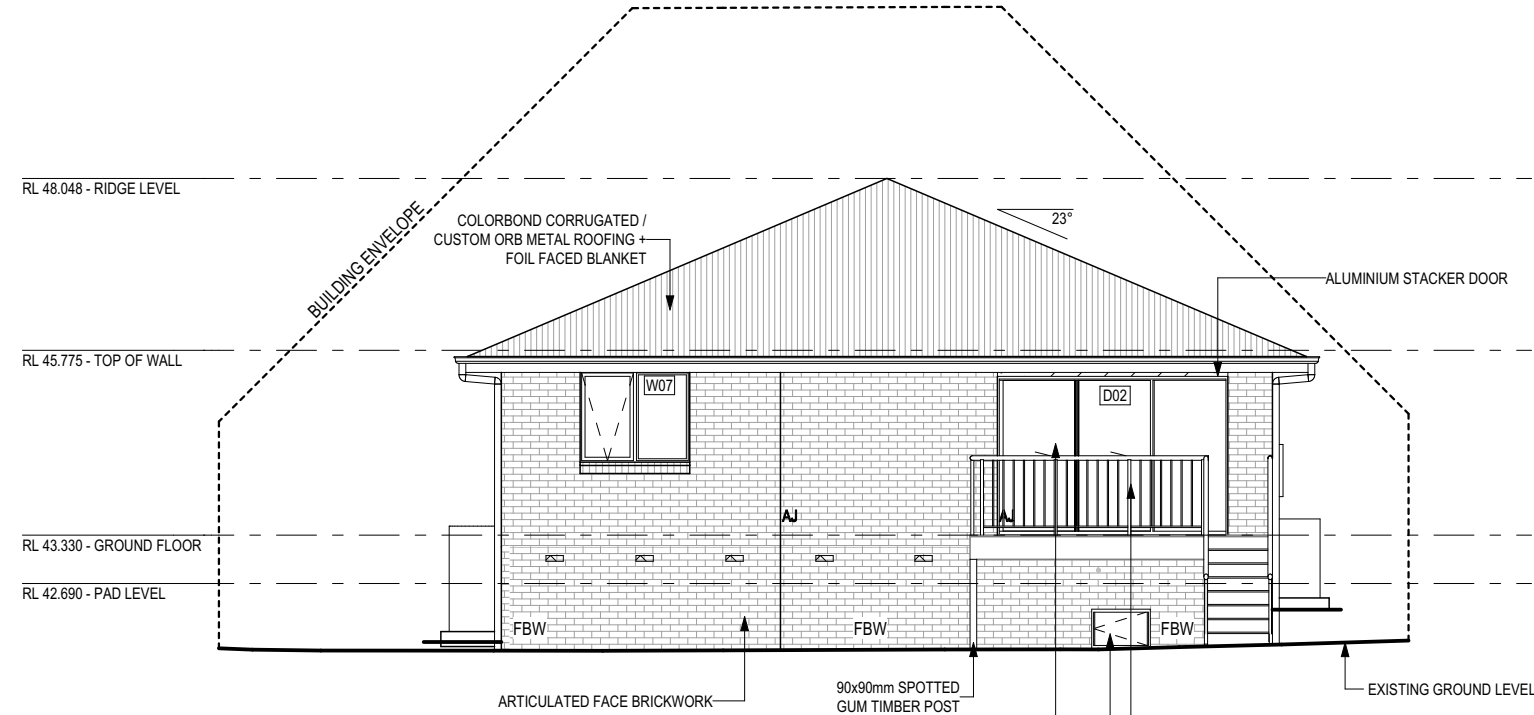 RL 48.048 - RIDGE LEVEL
BUILDING ENVELOPE
COLORBOND CORRUGATED /
CUSTOM ORB METAL ROOFING +
FOIL FACED BLANKET
23°
ALUMINIUM STACKER DOOR
RL 45.775 - TOP OF WALL
W07
D02
AJ
AJ
RL 43.330 - GROUND FLOOR
RL 42.690 - PAD LEVEL
FBW
FBW
FBW
ARTICULATED FACE BRICKWORK
90x90mm SPOTTED
GUM TIMBER POST
EXISTING GROUND LEVEL